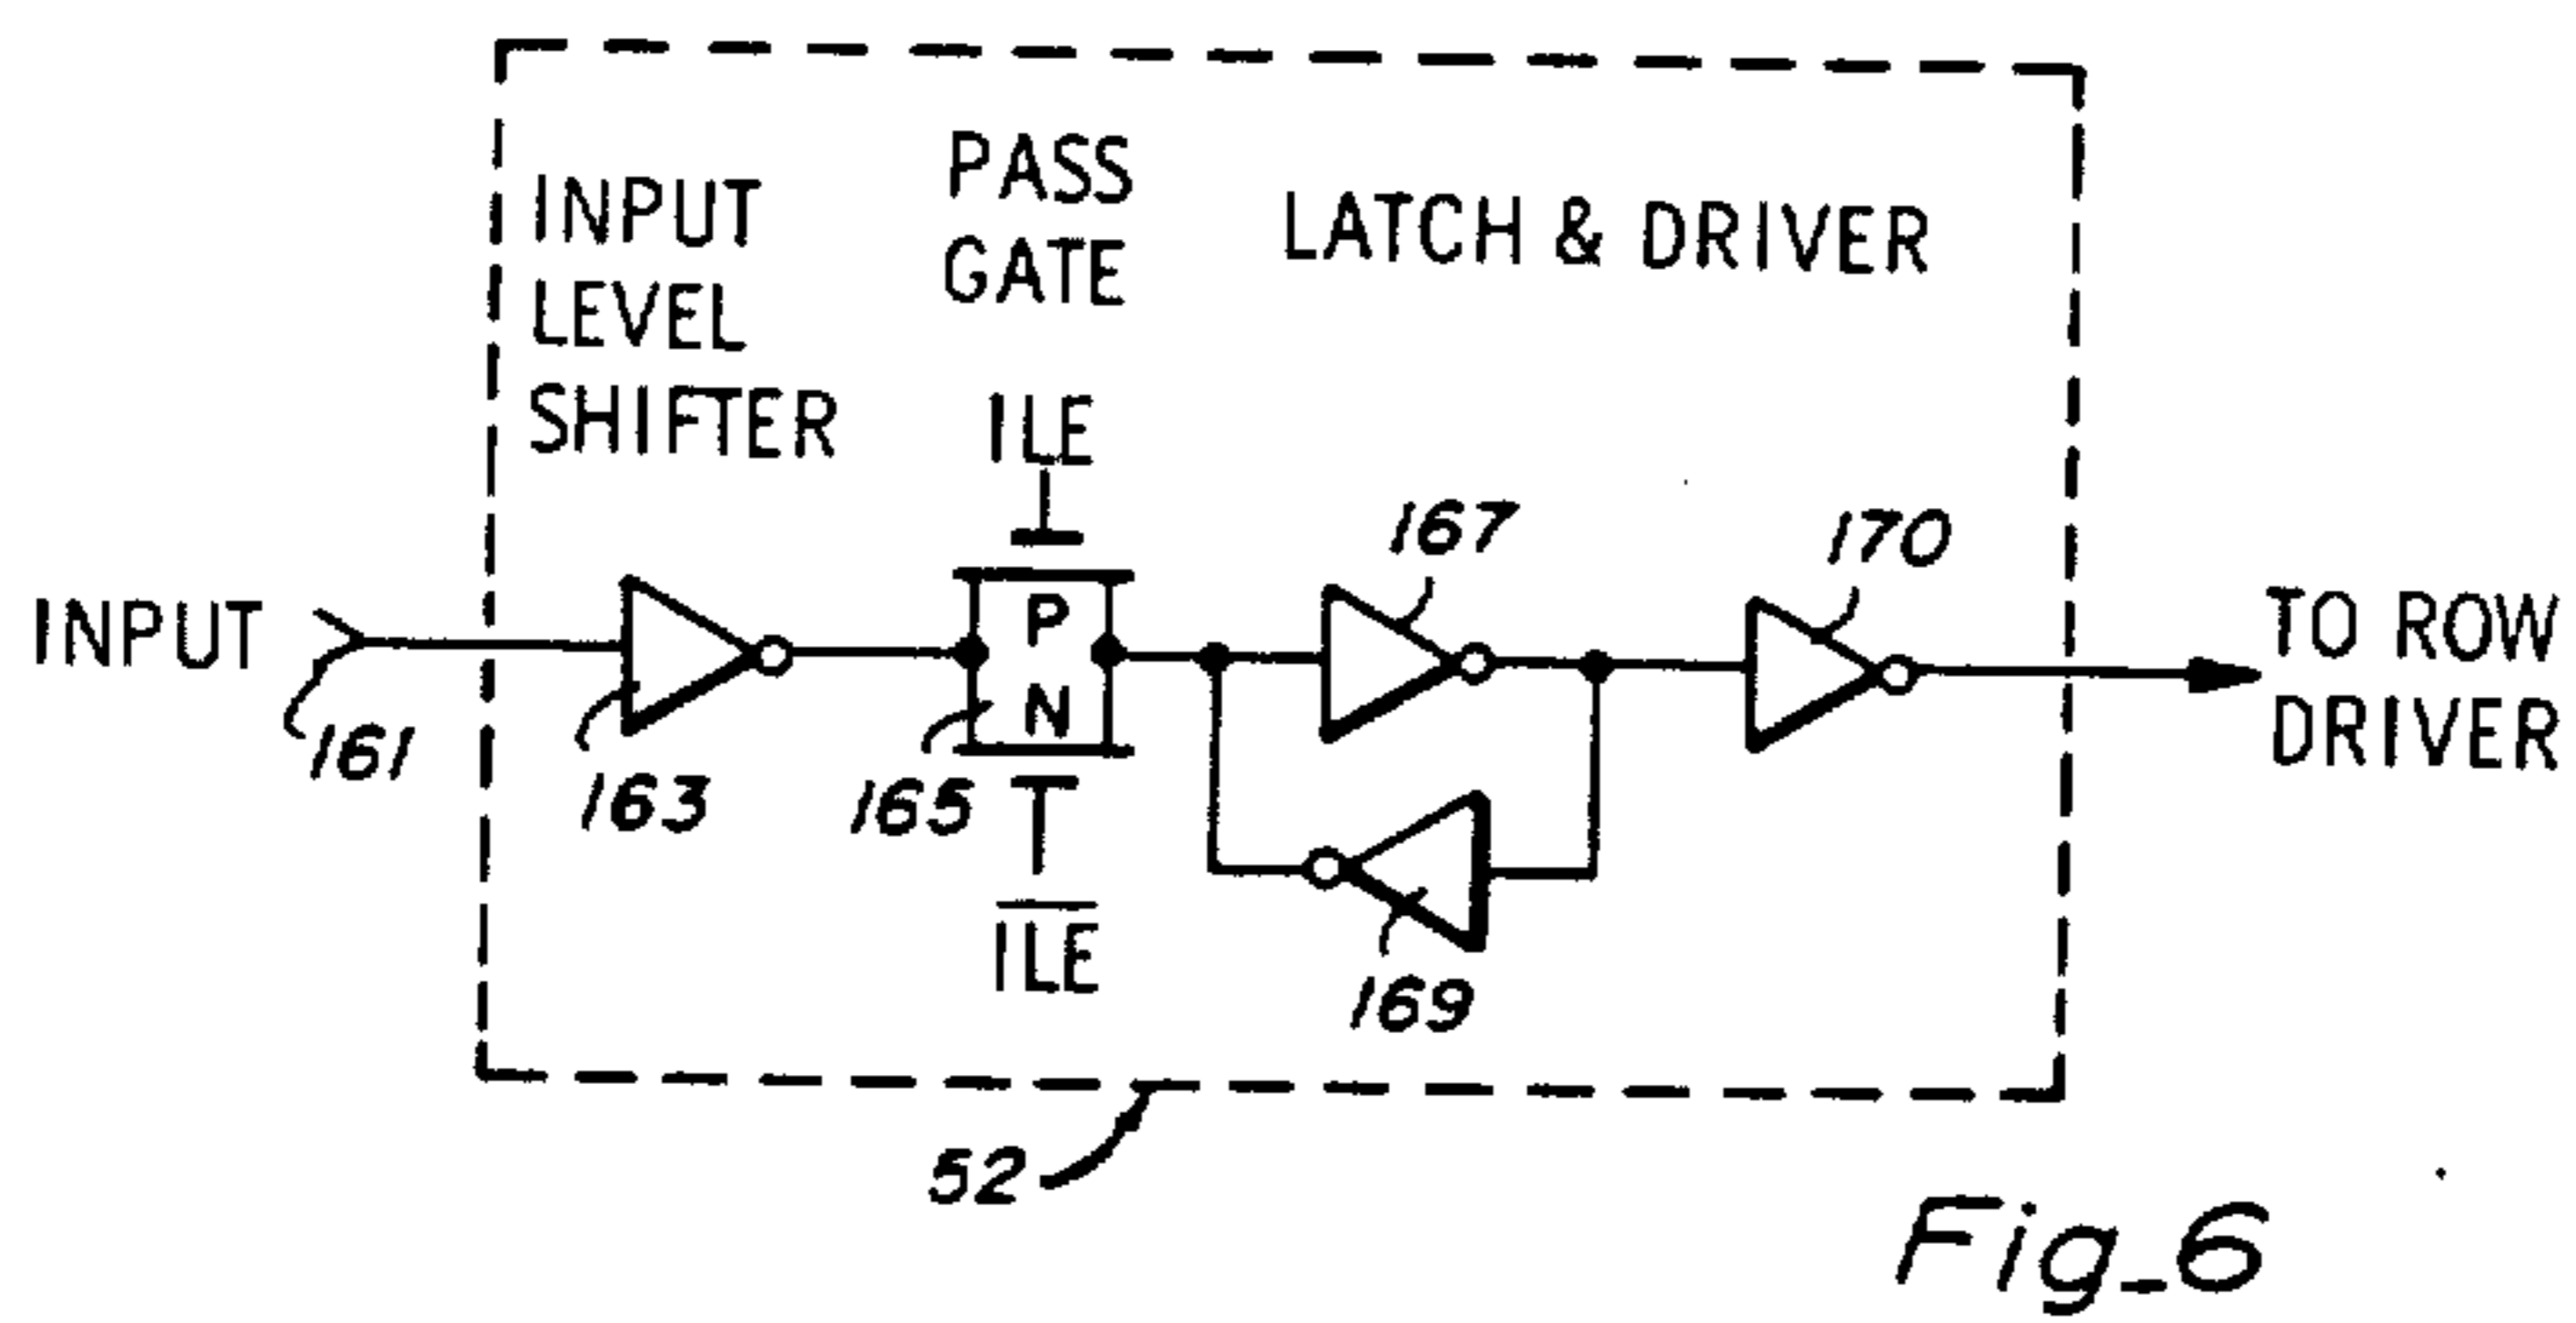 INPUT
LEVEL
SHIFTER
PASS
GATE
LATCH & DRIVER
ILE
P
N
I̅L̅E̅
INPUT
161
163
165
167
169
170
TO ROW
DRIVER
52
Fig_6